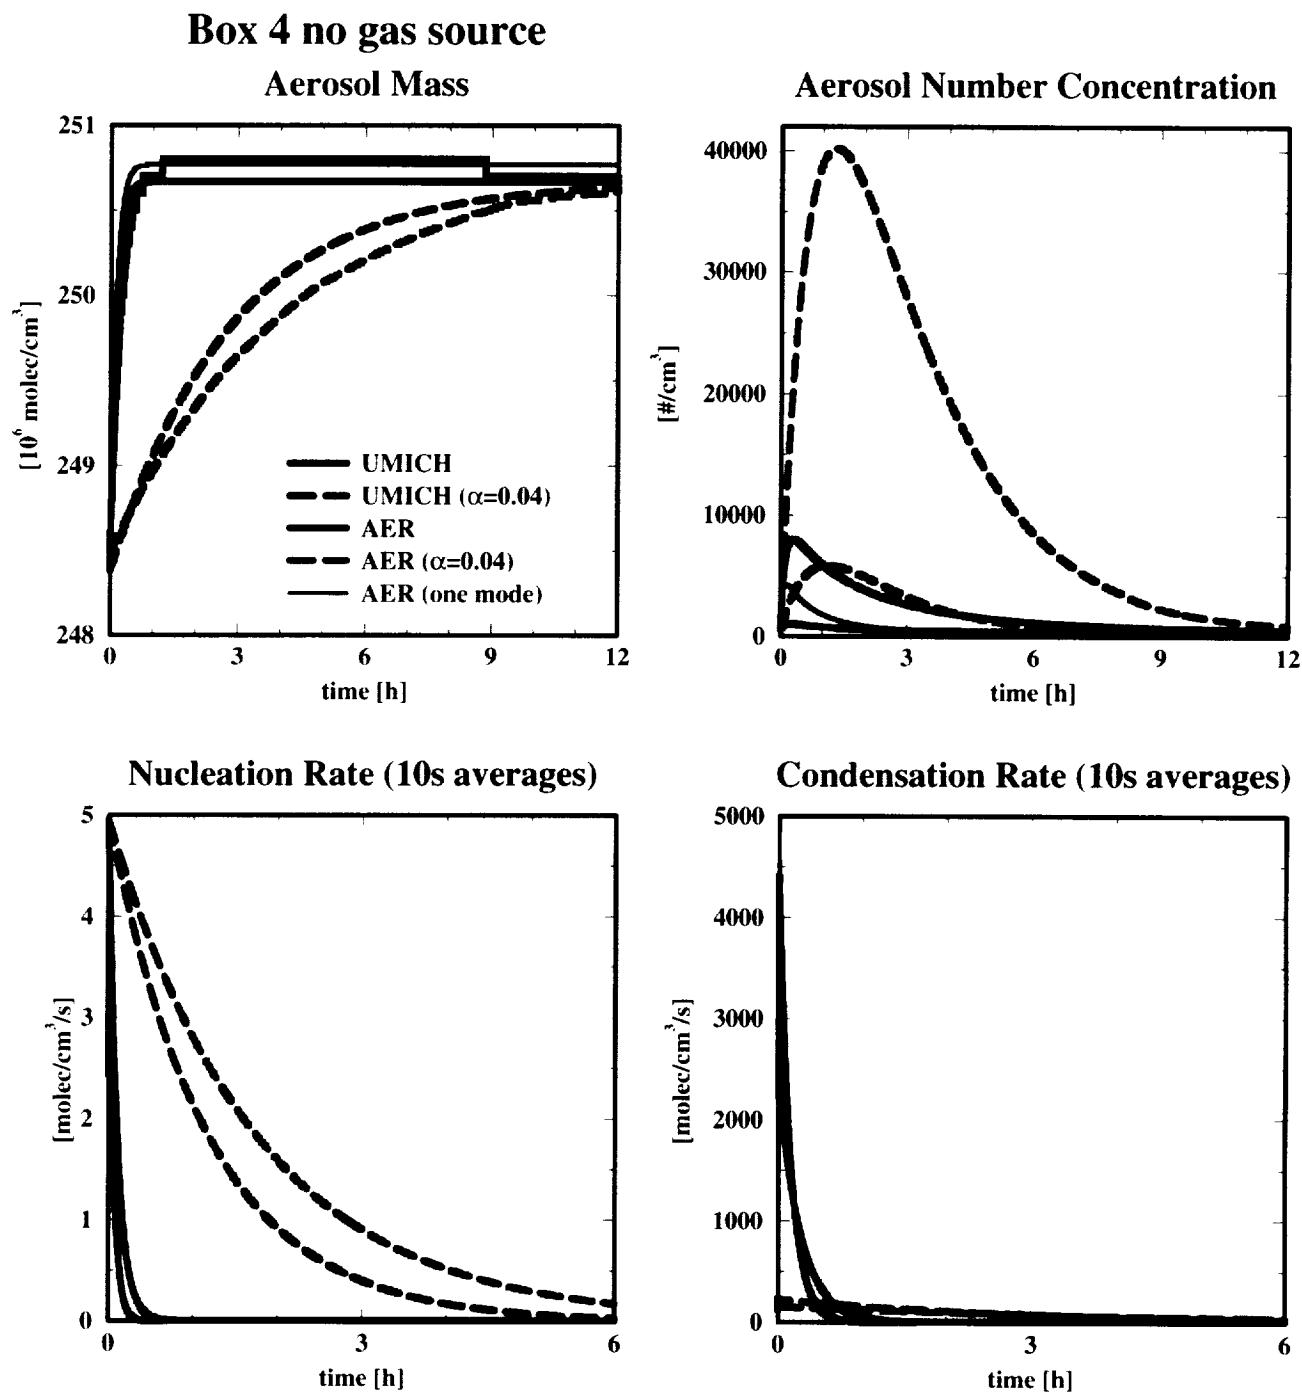 Box 4 no gas source
Aerosol Mass
251
250
249
248
[10⁶ molec/cm³]
UMICH
UMICH (α=0.04)
AER
AER (α=0.04)
AER (one mode)
0 3 6 9 12
time [h]
Aerosol Number Concentration
40000
30000
20000
10000
0
[#/cm³]
0 3 6 9 12
time [h]
Nucleation Rate (10s averages)
5
4
3
2
1
0
[molec/cm³/s]
0 3 6
time [h]
Condensation Rate (10s averages)
5000
4000
3000
2000
1000
0
[molec/cm³/s]
0 3 6
time [h]